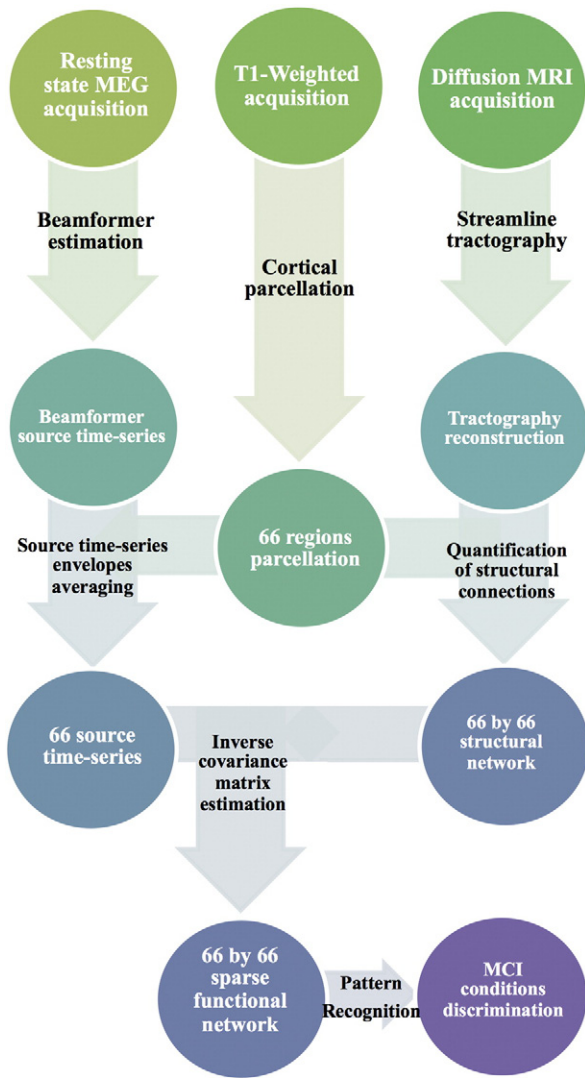 Resting
state MEG
acquisition
T1-Weighted
acquisition
Diffusion MRI
acquisition
Beamformer
estimation
Cortical
parcellation
Streamline
tractography
Beamformer
source time-series
Tractography
reconstruction
Source time-series
envelopes
averaging
66 regions
parcellation
Quantification
of structural
connections
66 source
time-series
Inverse
covariance
matrix
estimation
66 by 66
structural
network
66 by 66
sparse
functional
network
Pattern
Recognition
MCI
conditions
discrimination